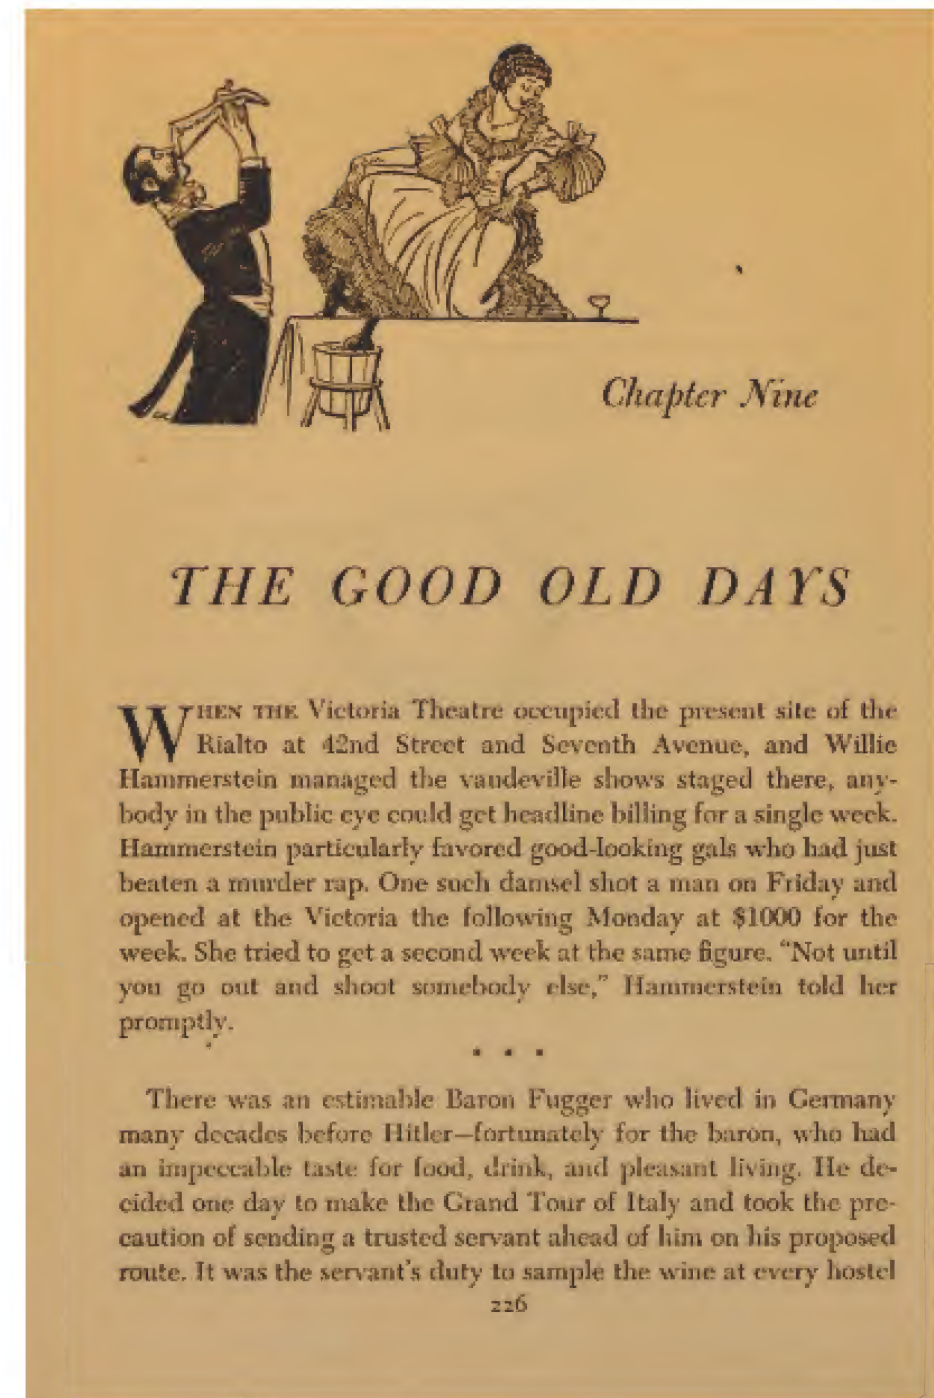 Chapter Nine
THE GOOD OLD DAYS
WHEN THE Victoria Theatre occupied the present site of the
Rialto at 42nd Street and Seventh Avenue, and Willie
Hammerstein managed the vaudeville shows staged there, any-
body in the public eye could get headline billing for a single week.
Hammerstein particularly favored good-looking gals who had just
beaten a murder rap. One such damsel shot a man on Friday and
opened at the Victoria the following Monday at $1000 for the
week. She tried to get a second week at the same figure. “Not until
you go out and shoot somebody else,” Hammerstein told her
promptly.
• • •
There was an estimable Baron Fugger who lived in Germany
many decades before Hitler—fortunately for the baron, who had
an impeccable taste for food, drink, and pleasant living. He de-
cided one day to make the Grand Tour of Italy and took the pre-
caution of sending a trusted servant ahead of him on his proposed
route. It was the servant’s duty to sample the wine at every hostel
226